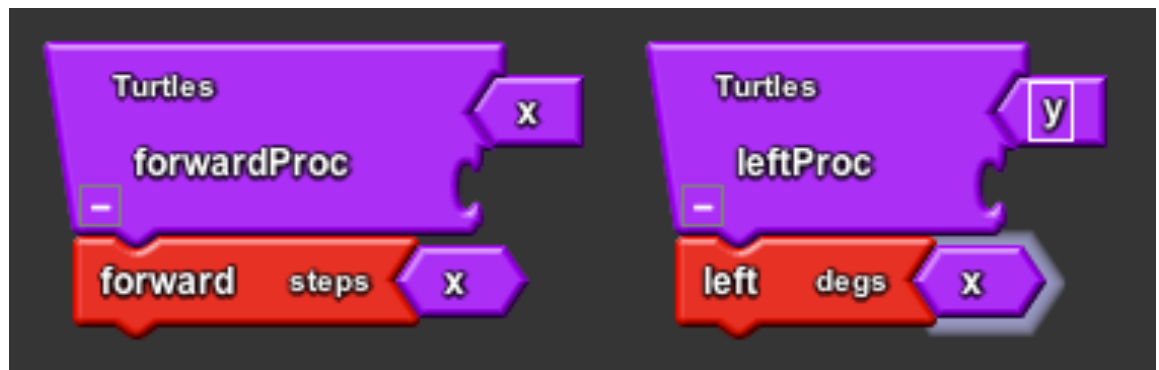 Turtles
x
forwardProc
–
forward steps x
Turtles
y
leftProc
–
left degs x